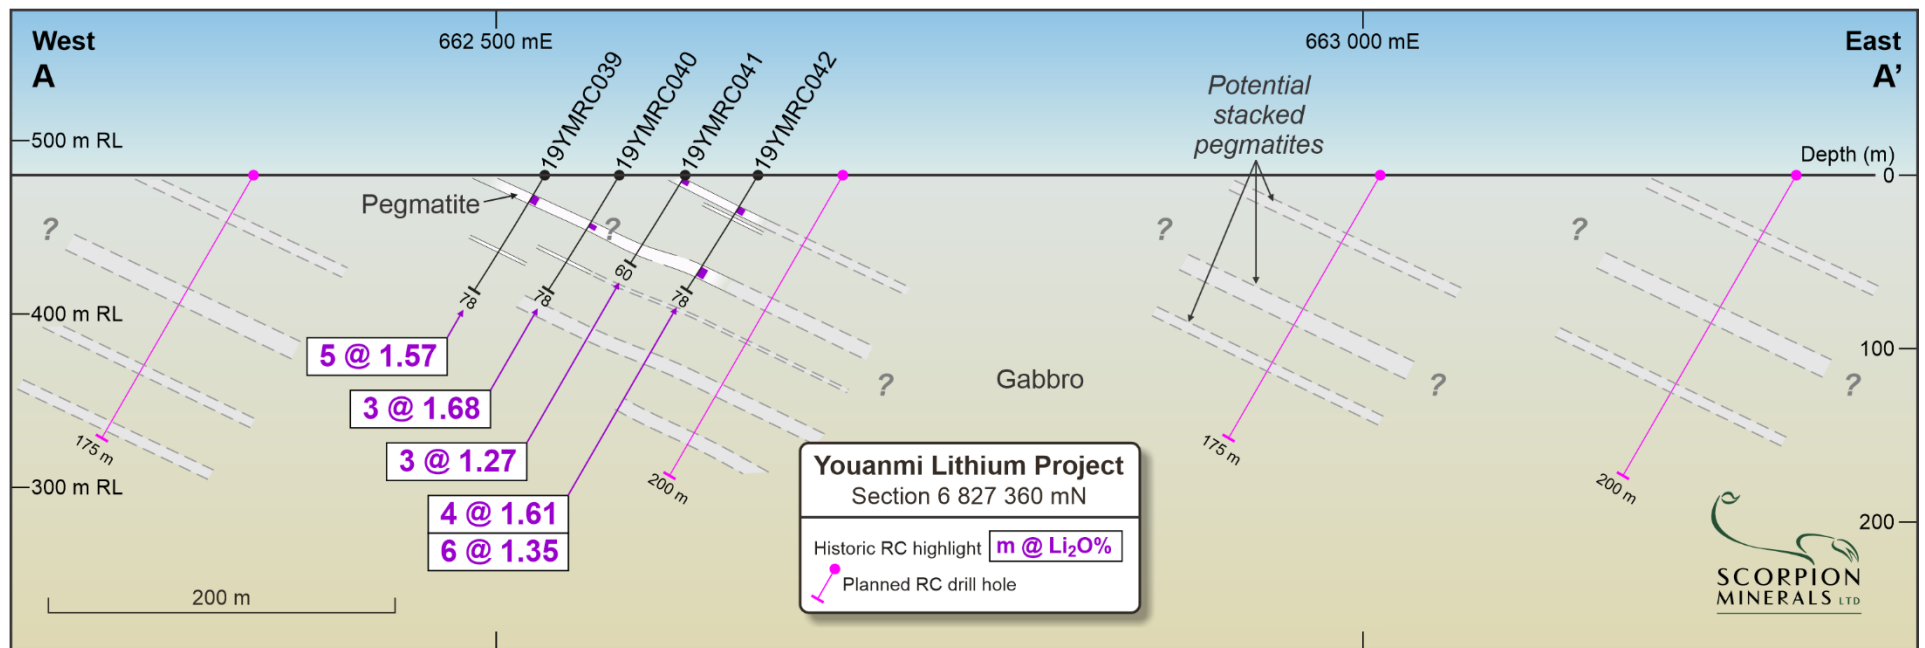 West
A
662 500 mE
663 000 mE
East
A’
19YMRC039
19YMRC040
19YMRC041
19YMRC042
Potential
stacked
pegmatites
500 m RL
Depth (m)
0
Pegmatite
?
?
?
?
60
78
78
78
400 m RL
5 @ 1.57
100
3 @ 1.68
?
Gabbro
?
?
175 m
175 m
3 @ 1.27
200 m
200 m
300 m RL
4 @ 1.61
6 @ 1.35
Youanmi Lithium Project
Section 6 827 360 mN
Historic RC highlight m @ Li₂O%
Planned RC drill hole
200
200 m
SCORPION
MINERALS LTD